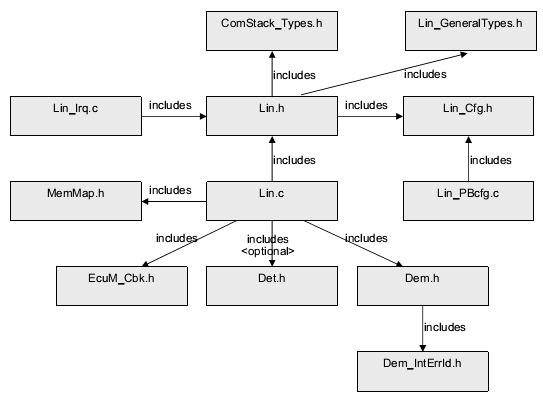 ComStack_Types.h
Lin_GeneralTypes.h
includes
includes
Lin_Irq.c
includes
Lin.h
includes
Lin_Cfg.h
includes
includes
MemMap.h
includes
Lin.c
Lin_PBcfg.c
includes
includes
<optional>
includes
EcuM_Cbk.h
Det.h
Dem.h
includes
Dem_IntErrId.h